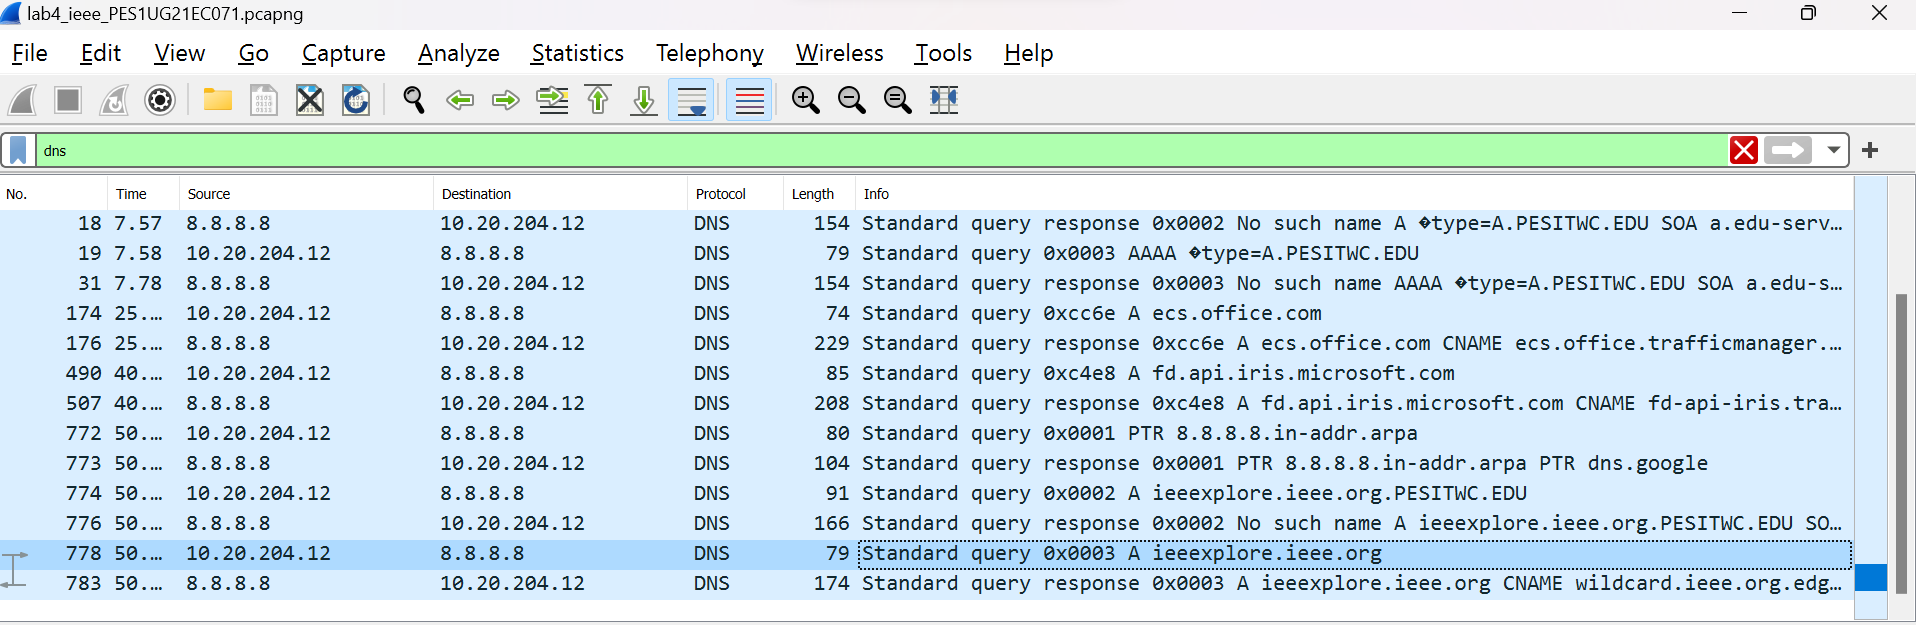 lab4_ieee_PES1UG21EC071.pcapng
File Edit View Go Capture Analyze Statistics Telephony Wireless Tools Help
dns
No. Time Source Destination Protocol Length Info
18 7.57 8.8.8.8 10.20.204.12 DNS 154 Standard query response 0x0002 No such name A �type=A.PESITWC.EDU SOA a.edu-serv…
19 7.58 10.20.204.12 8.8.8.8 DNS 79 Standard query 0x0003 AAAA �type=A.PESITWC.EDU
31 7.78 8.8.8.8 10.20.204.12 DNS 154 Standard query response 0x0003 No such name AAAA �type=A.PESITWC.EDU SOA a.edu-s…
174 25.… 10.20.204.12 8.8.8.8 DNS 74 Standard query 0xcc6e A ecs.office.com
176 25.… 8.8.8.8 10.20.204.12 DNS 229 Standard query response 0xcc6e A ecs.office.com CNAME ecs.office.trafficmanager.…
490 40.… 10.20.204.12 8.8.8.8 DNS 85 Standard query 0xc4e8 A fd.api.iris.microsoft.com
507 40.… 8.8.8.8 10.20.204.12 DNS 208 Standard query response 0xc4e8 A fd.api.iris.microsoft.com CNAME fd-api-iris.tra…
772 50.… 10.20.204.12 8.8.8.8 DNS 80 Standard query 0x0001 PTR 8.8.8.8.in-addr.arpa
773 50.… 8.8.8.8 10.20.204.12 DNS 104 Standard query response 0x0001 PTR 8.8.8.8.in-addr.arpa PTR dns.google
774 50.… 10.20.204.12 8.8.8.8 DNS 91 Standard query 0x0002 A ieeexplore.ieee.org.PESITWC.EDU
776 50.… 8.8.8.8 10.20.204.12 DNS 166 Standard query response 0x0002 No such name A ieeexplore.ieee.org.PESITWC.EDU SO…
778 50.… 10.20.204.12 8.8.8.8 DNS 79 Standard query 0x0003 A ieeexplore.ieee.org
783 50.… 8.8.8.8 10.20.204.12 DNS 174 Standard query response 0x0003 A ieeexplore.ieee.org CNAME wildcard.ieee.org.edg…